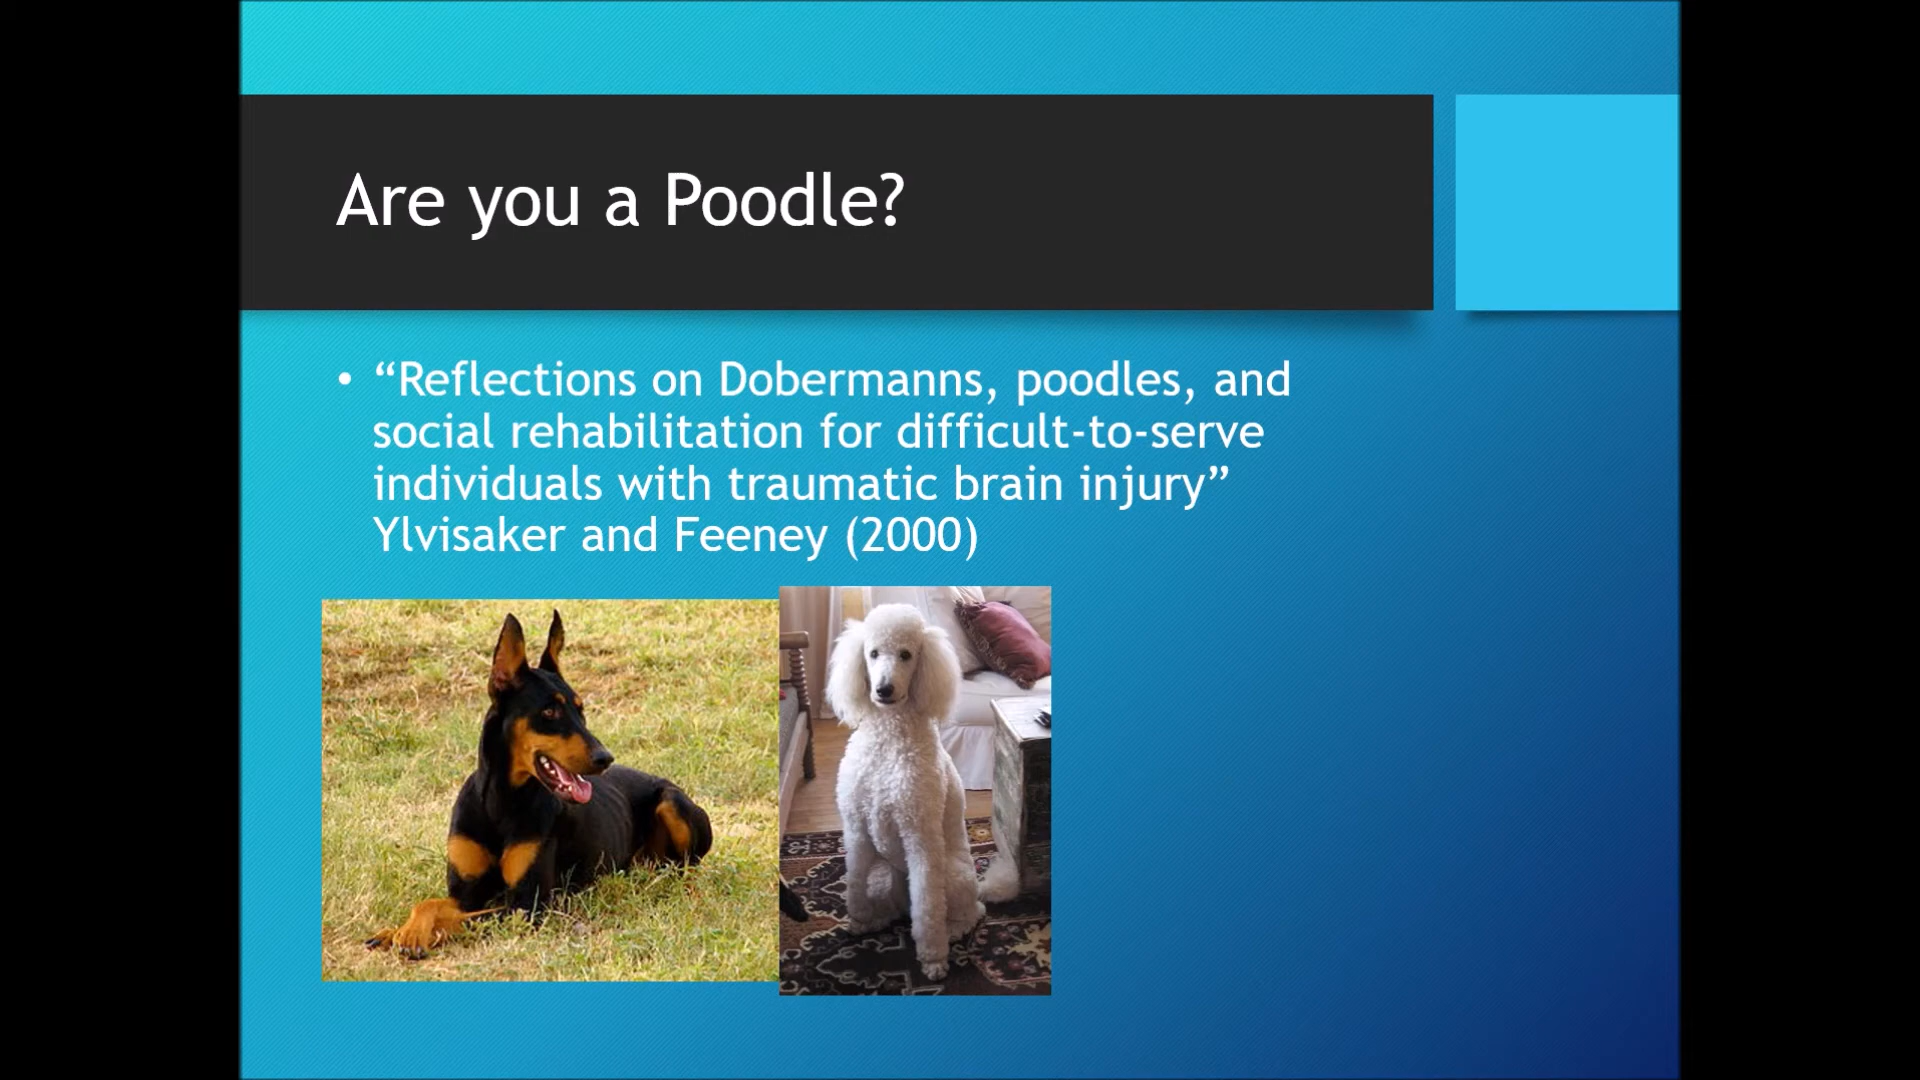 Are you a Poodle?
• “Reflections on Dobermanns, poodles, and
social rehabilitation for difficult-to-serve
individuals with traumatic brain injury”
Ylvisaker and Feeney (2000)